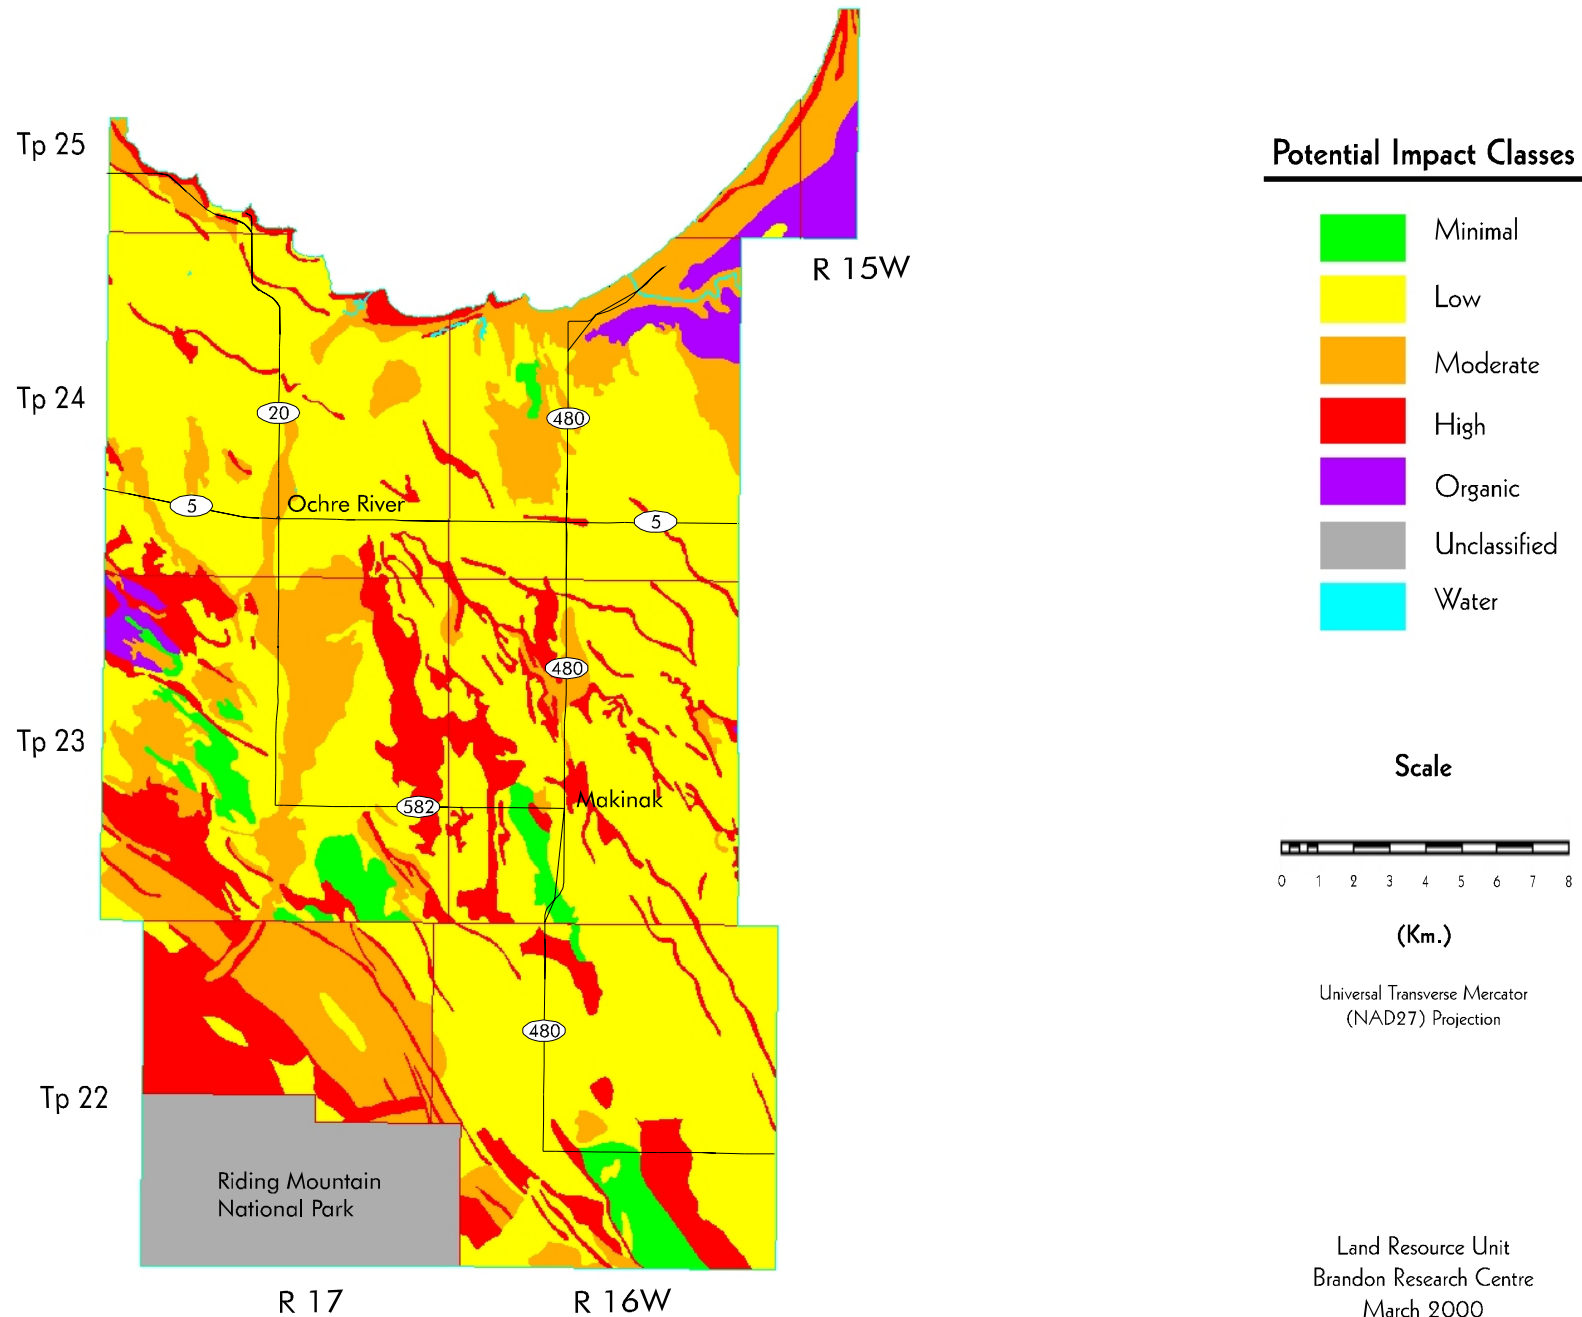 Tp 25
Potential Impact Classes
Minimal
R 15W
Low
Moderate
Tp 24
20
480
High
Organic
Ochre River
5
5
Unclassified
Water
480
Tp 23
Scale
582
Makinak
0 1 2 3 4 5 6 7 8
(Km.)
Universal Transverse Mercator
(NAD27) Projection
480
Tp 22
Riding Mountain
National Park
Land Resource Unit
Brandon Research Centre
March 2000
R 17
R 16W